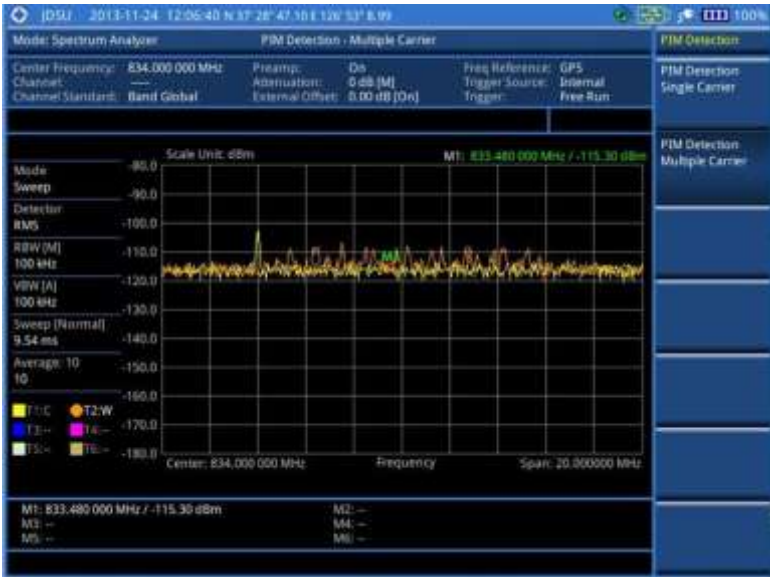 JDSU 2013-11-24 12:06:40 N 37° 28' 47.10 E 126° 53' 8.99 100%
Mode: Spectrum Analyzer PIM Detection - Multiple Carrier PIM Detection
Center Frequency: 834.000 000 MHz Preamp: On Freq Reference: GPS
Channel: --- Attenuation: 0 dB [M] Trigger Source: Internal
Channel Standard: Band Global External Offset: 0.00 dB [On] Trigger: Free Run
PIM Detection
Single Carrier
PIM Detection
Multiple Carrier
Scale Unit: dBm M1: 833.480 000 MHz / -115.30 dBm
Mode
Sweep
Detector
RMS
RBW [M]
100 kHz
VBW [A]
100 kHz
Sweep [Normal]
9.54 ms
Average: 10
10
T1:C T2:W
T3:-- T4:--
T5:-- T6:--
-80.0
-90.0
-100.0
-110.0
-120.0
-130.0
-140.0
-150.0
-160.0
-170.0
-180.0
M1
Center: 834.000 000 MHz Frequency Span: 20.000000 MHz
M1: 833.480 000 MHz / -115.30 dBm M2: --
M3: -- M4: --
M5: -- M6: --